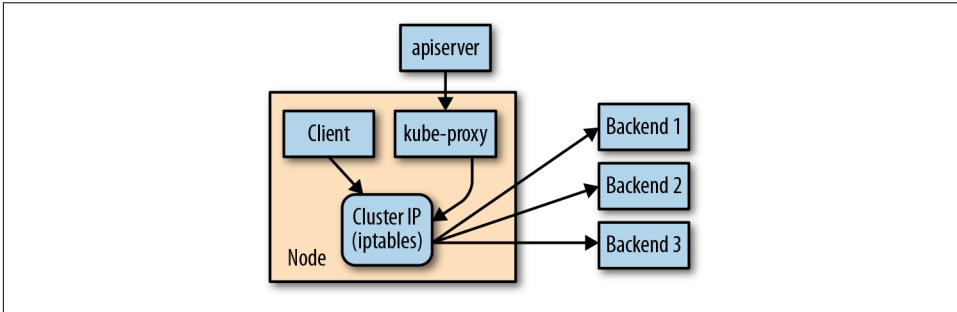 apiserver
Client
kube-proxy
Cluster IP
(iptables)
Node
Backend 1
Backend 2
Backend 3